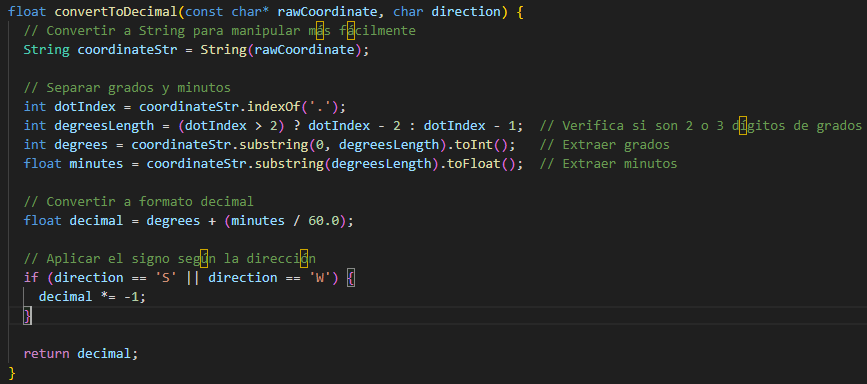 float convertToDecimal(const char* rawCoordinate, char direction) {
  // Convertir a String para manipular más fácilmente
  String coordinateStr = String(rawCoordinate);

  // Separar grados y minutos
  int dotIndex = coordinateStr.indexOf('.');
  int degreesLength = (dotIndex > 2) ? dotIndex - 2 : dotIndex - 1;  // Verifica si son 2 o 3 dígitos de grados
  int degrees = coordinateStr.substring(0, degreesLength).toInt();   // Extraer grados
  float minutes = coordinateStr.substring(degreesLength).toFloat();  // Extraer minutos

  // Convertir a formato decimal
  float decimal = degrees + (minutes / 60.0);

  // Aplicar el signo según la dirección
  if (direction == 'S' || direction == 'W') {
    decimal *= -1;
  }

  return decimal;
}